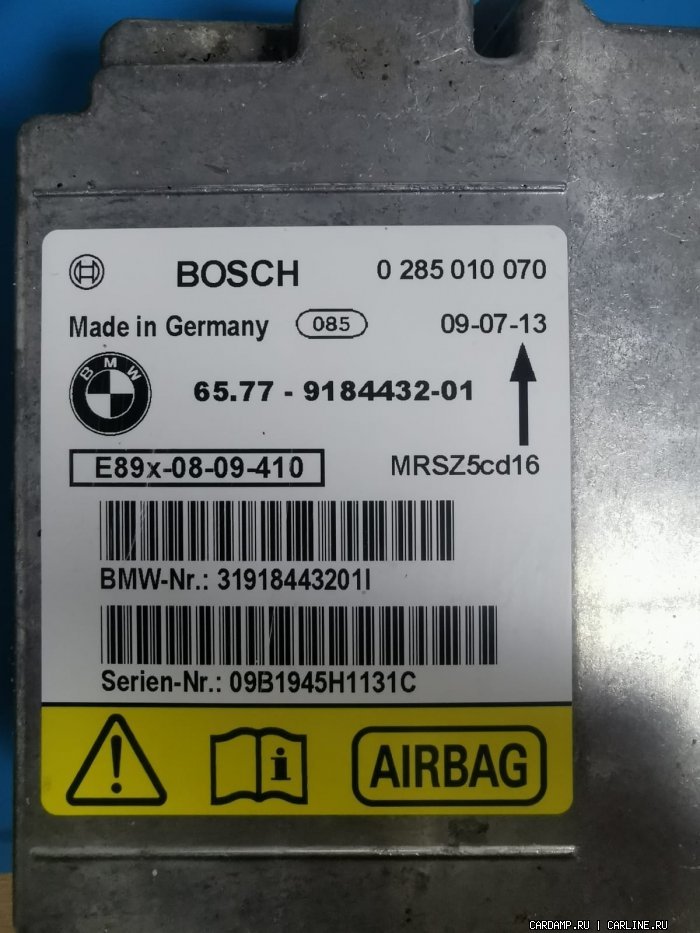 BOSCH 0 285 010 070
Made in Germany 085 09-07-13
BMW
65.77 - 9184432-01
E89x-08-09-410 MRSZ5cd16
BMW-Nr.: 31918443201I
Serien-Nr.: 09B1945H1131C
AIRBAG
CARDAMP.RU | CARLINE.RU